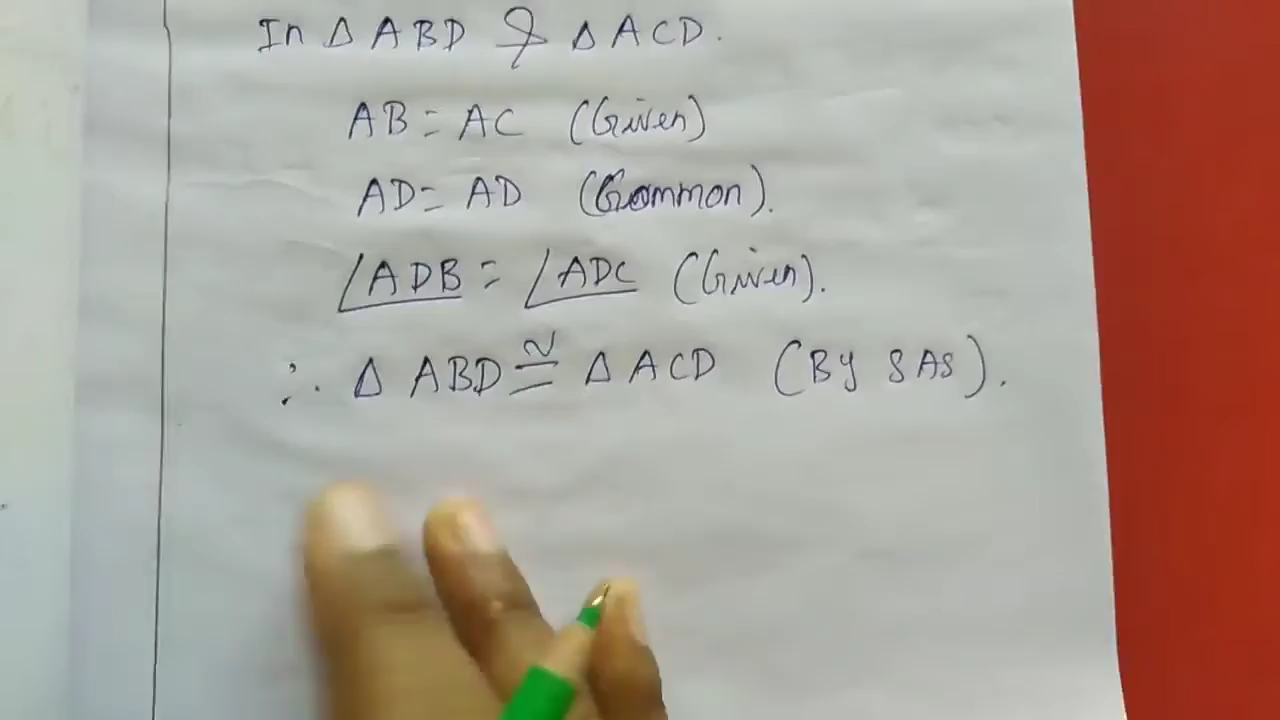 In Δ ABD & Δ ACD.
AB = AC (Given)
AD = AD (Common).
∠ADB = ∠ADC (Given).
∴ Δ ABD ≅ Δ ACD (By SAS).